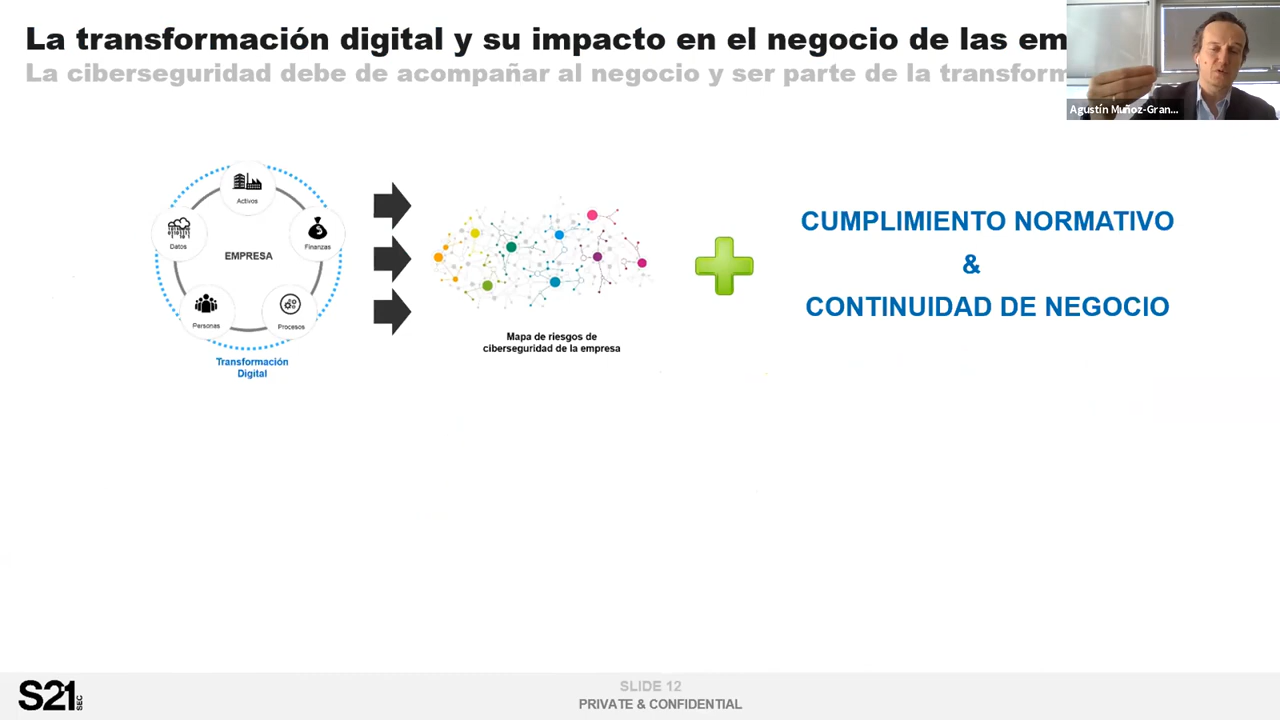 La transformación digital y su impacto en el negocio de las em
La ciberseguridad debe de acompañar al negocio y ser parte de la transform
Agustín Muñoz-Gran...
Activos
Datos
Finanzas
EMPRESA
Personas
Procesos
Transformación
Digital
Mapa de riesgos de
ciberseguridad de la empresa
CUMPLIMIENTO NORMATIVO
&
CONTINUIDAD DE NEGOCIO
S21
SEC
SLIDE 12
PRIVATE & CONFIDENTIAL